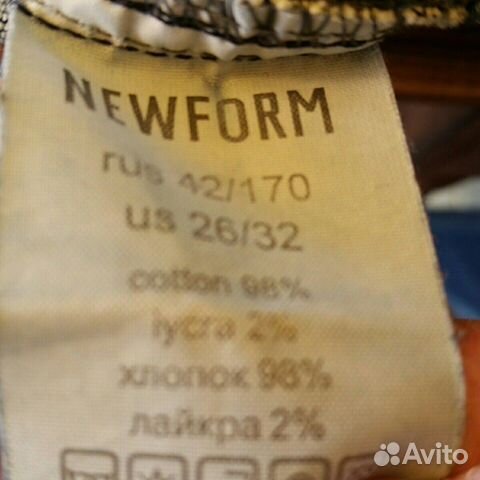 NEWFORM
rus 42/170
us 26/32
cotton 98%
lycra 2%
хлопок 98%
лайкра 2%
Avito